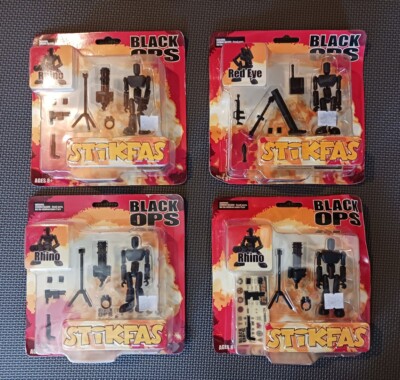 BLACK
OPS
Rhino
STIKFAS
AGES 8+
BLACK
OPS
Red Eye
STIKFAS
BLACK
OPS
Rhino
STIKFAS
BLACK
OPS
Rhino
STIKFAS